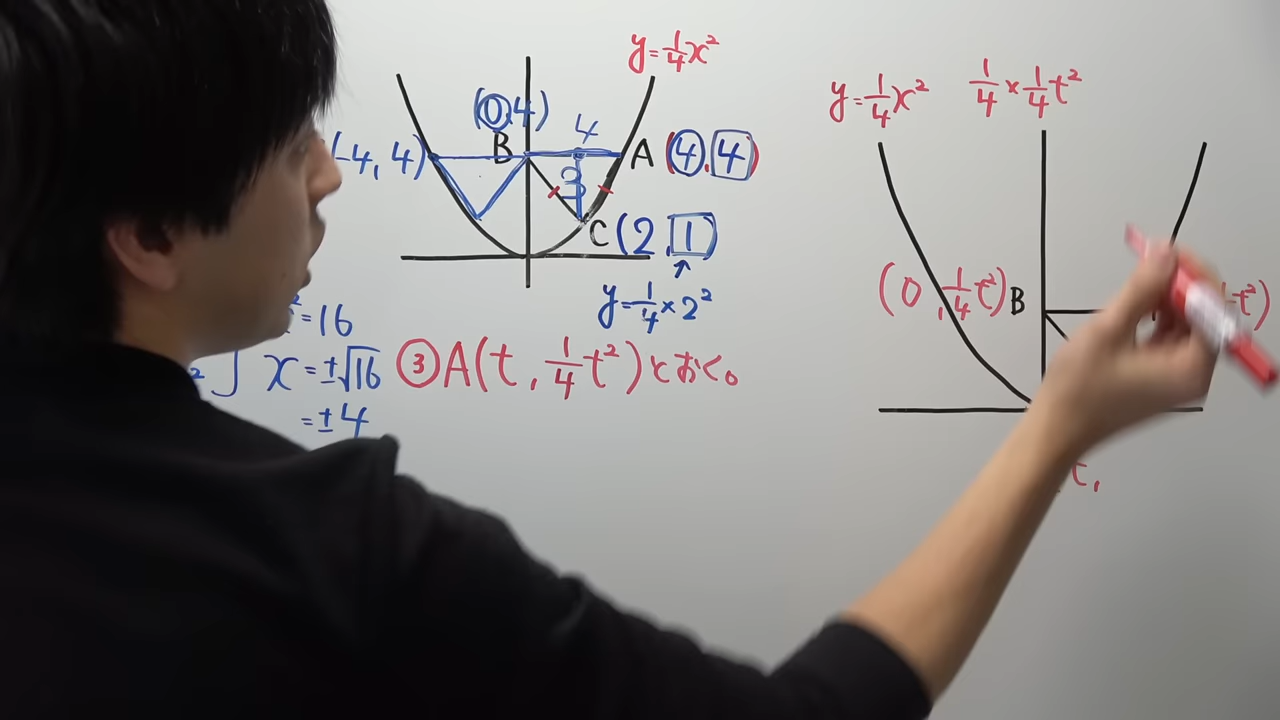 y=1/4x²
(0,4)
4
B
(-4, 4)
A (4,4)
3
C (2,1)
↑
y=1/4×2²
=16
x=±√16
=±4
③A(t, 1/4t²)とおく。
y=1/4x²
1/4×1/4t²
(0, 1/4t²) B
t²)
t,